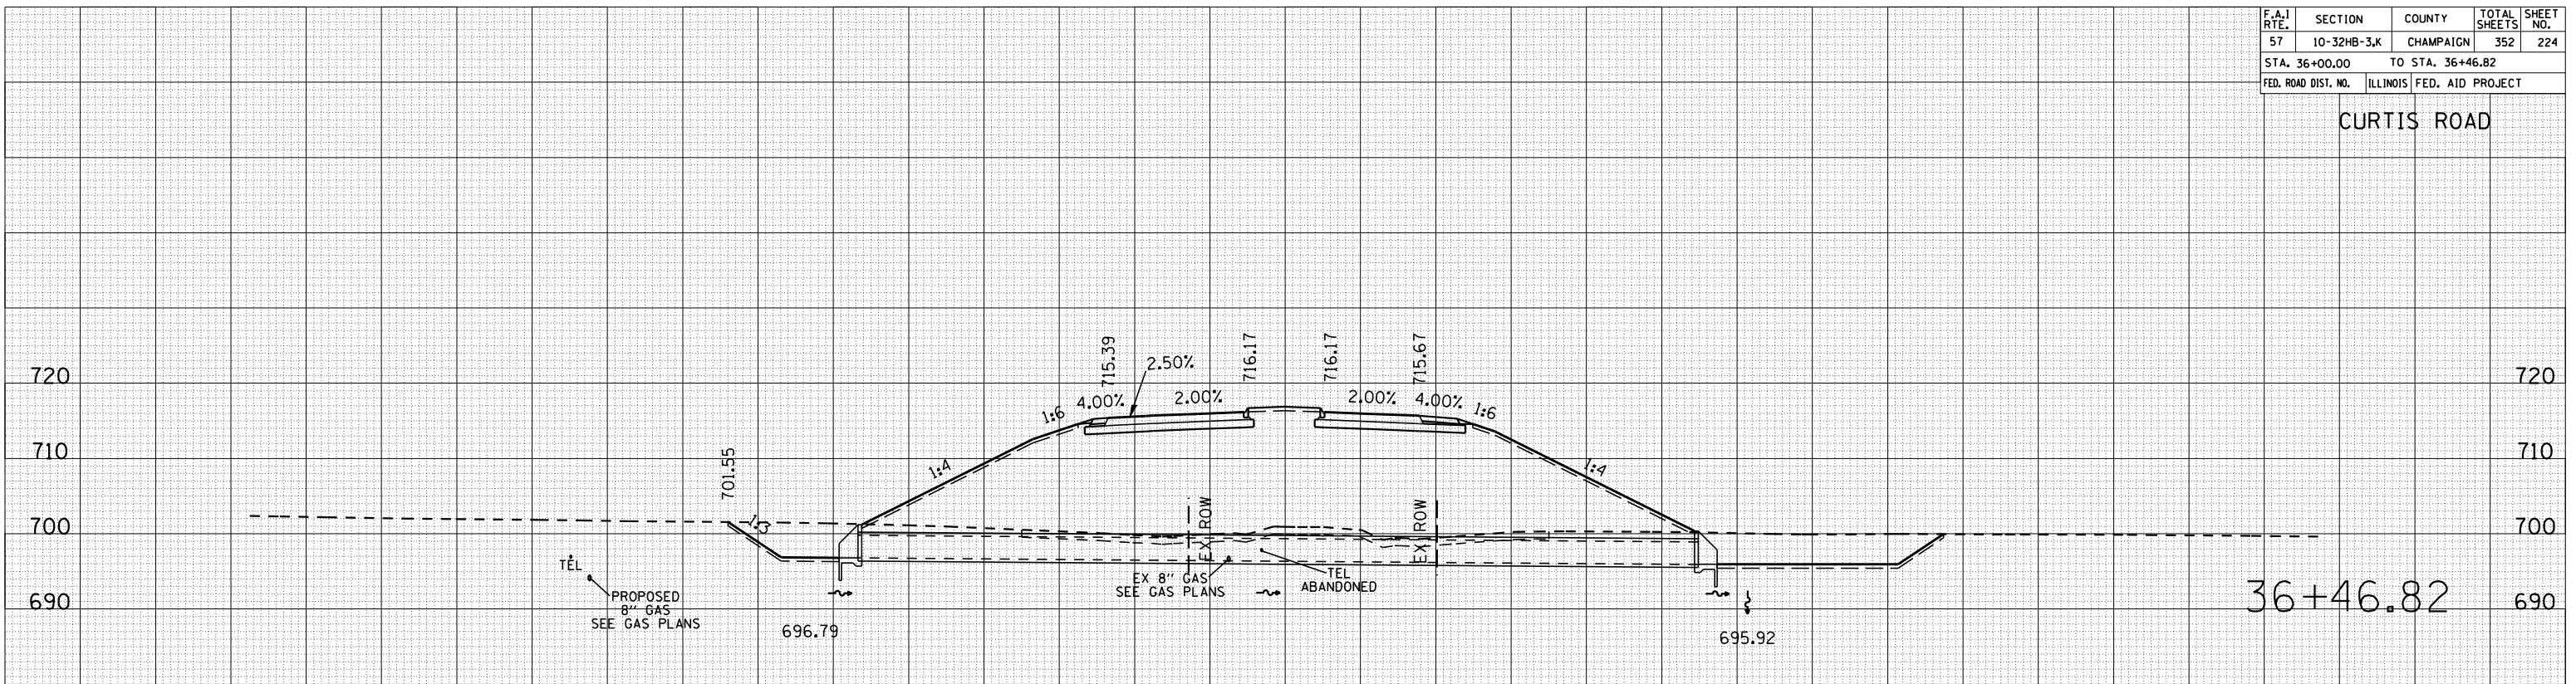 F.A.I RTE. SECTION COUNTY TOTAL SHEETS SHEET NO.
57 10-32HB-3,K CHAMPAIGN 352 224
STA. 36+00.00 TO STA. 36+46.82
FED. ROAD DIST. NO. ILLINOIS FED. AID PROJECT
CURTIS ROAD
715.39
2.50%
716.17
716.17
715.67
720
720
1:6
4.00%
2.00%
2.00%
4.00%
1:6
710
710
701.55
1:4
1:4
700
700
1:3
EX ROW
EX ROW
TEL
PROPOSED
8" GAS
SEE GAS PLANS
EX 8" GAS
SEE GAS PLANS
TEL
ABANDONED
690
36+46.82
690
696.79
695.92